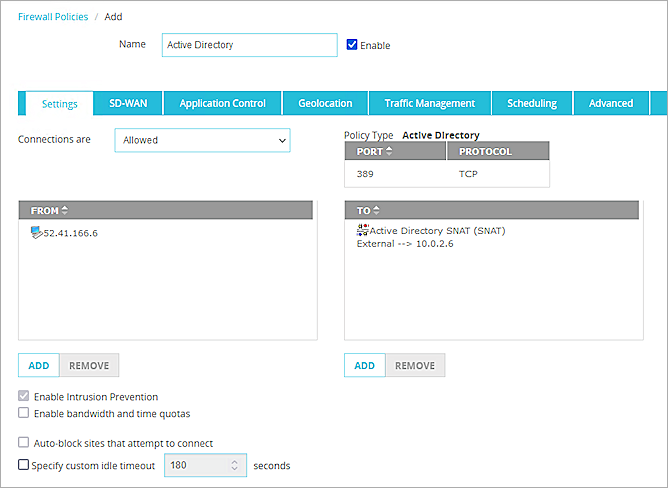 Firewall Policies / Add
Name Active Directory Enable
Settings SD-WAN Application Control Geolocation Traffic Management Scheduling Advanced
Connections are Allowed
Policy Type Active Directory
PORT PROTOCOL
389 TCP
FROM
52.41.166.6
TO
Active Directory SNAT (SNAT)
External --> 10.0.2.6
ADD REMOVE
ADD REMOVE
Enable Intrusion Prevention
Enable bandwidth and time quotas
Auto-block sites that attempt to connect
Specify custom idle timeout 180 seconds